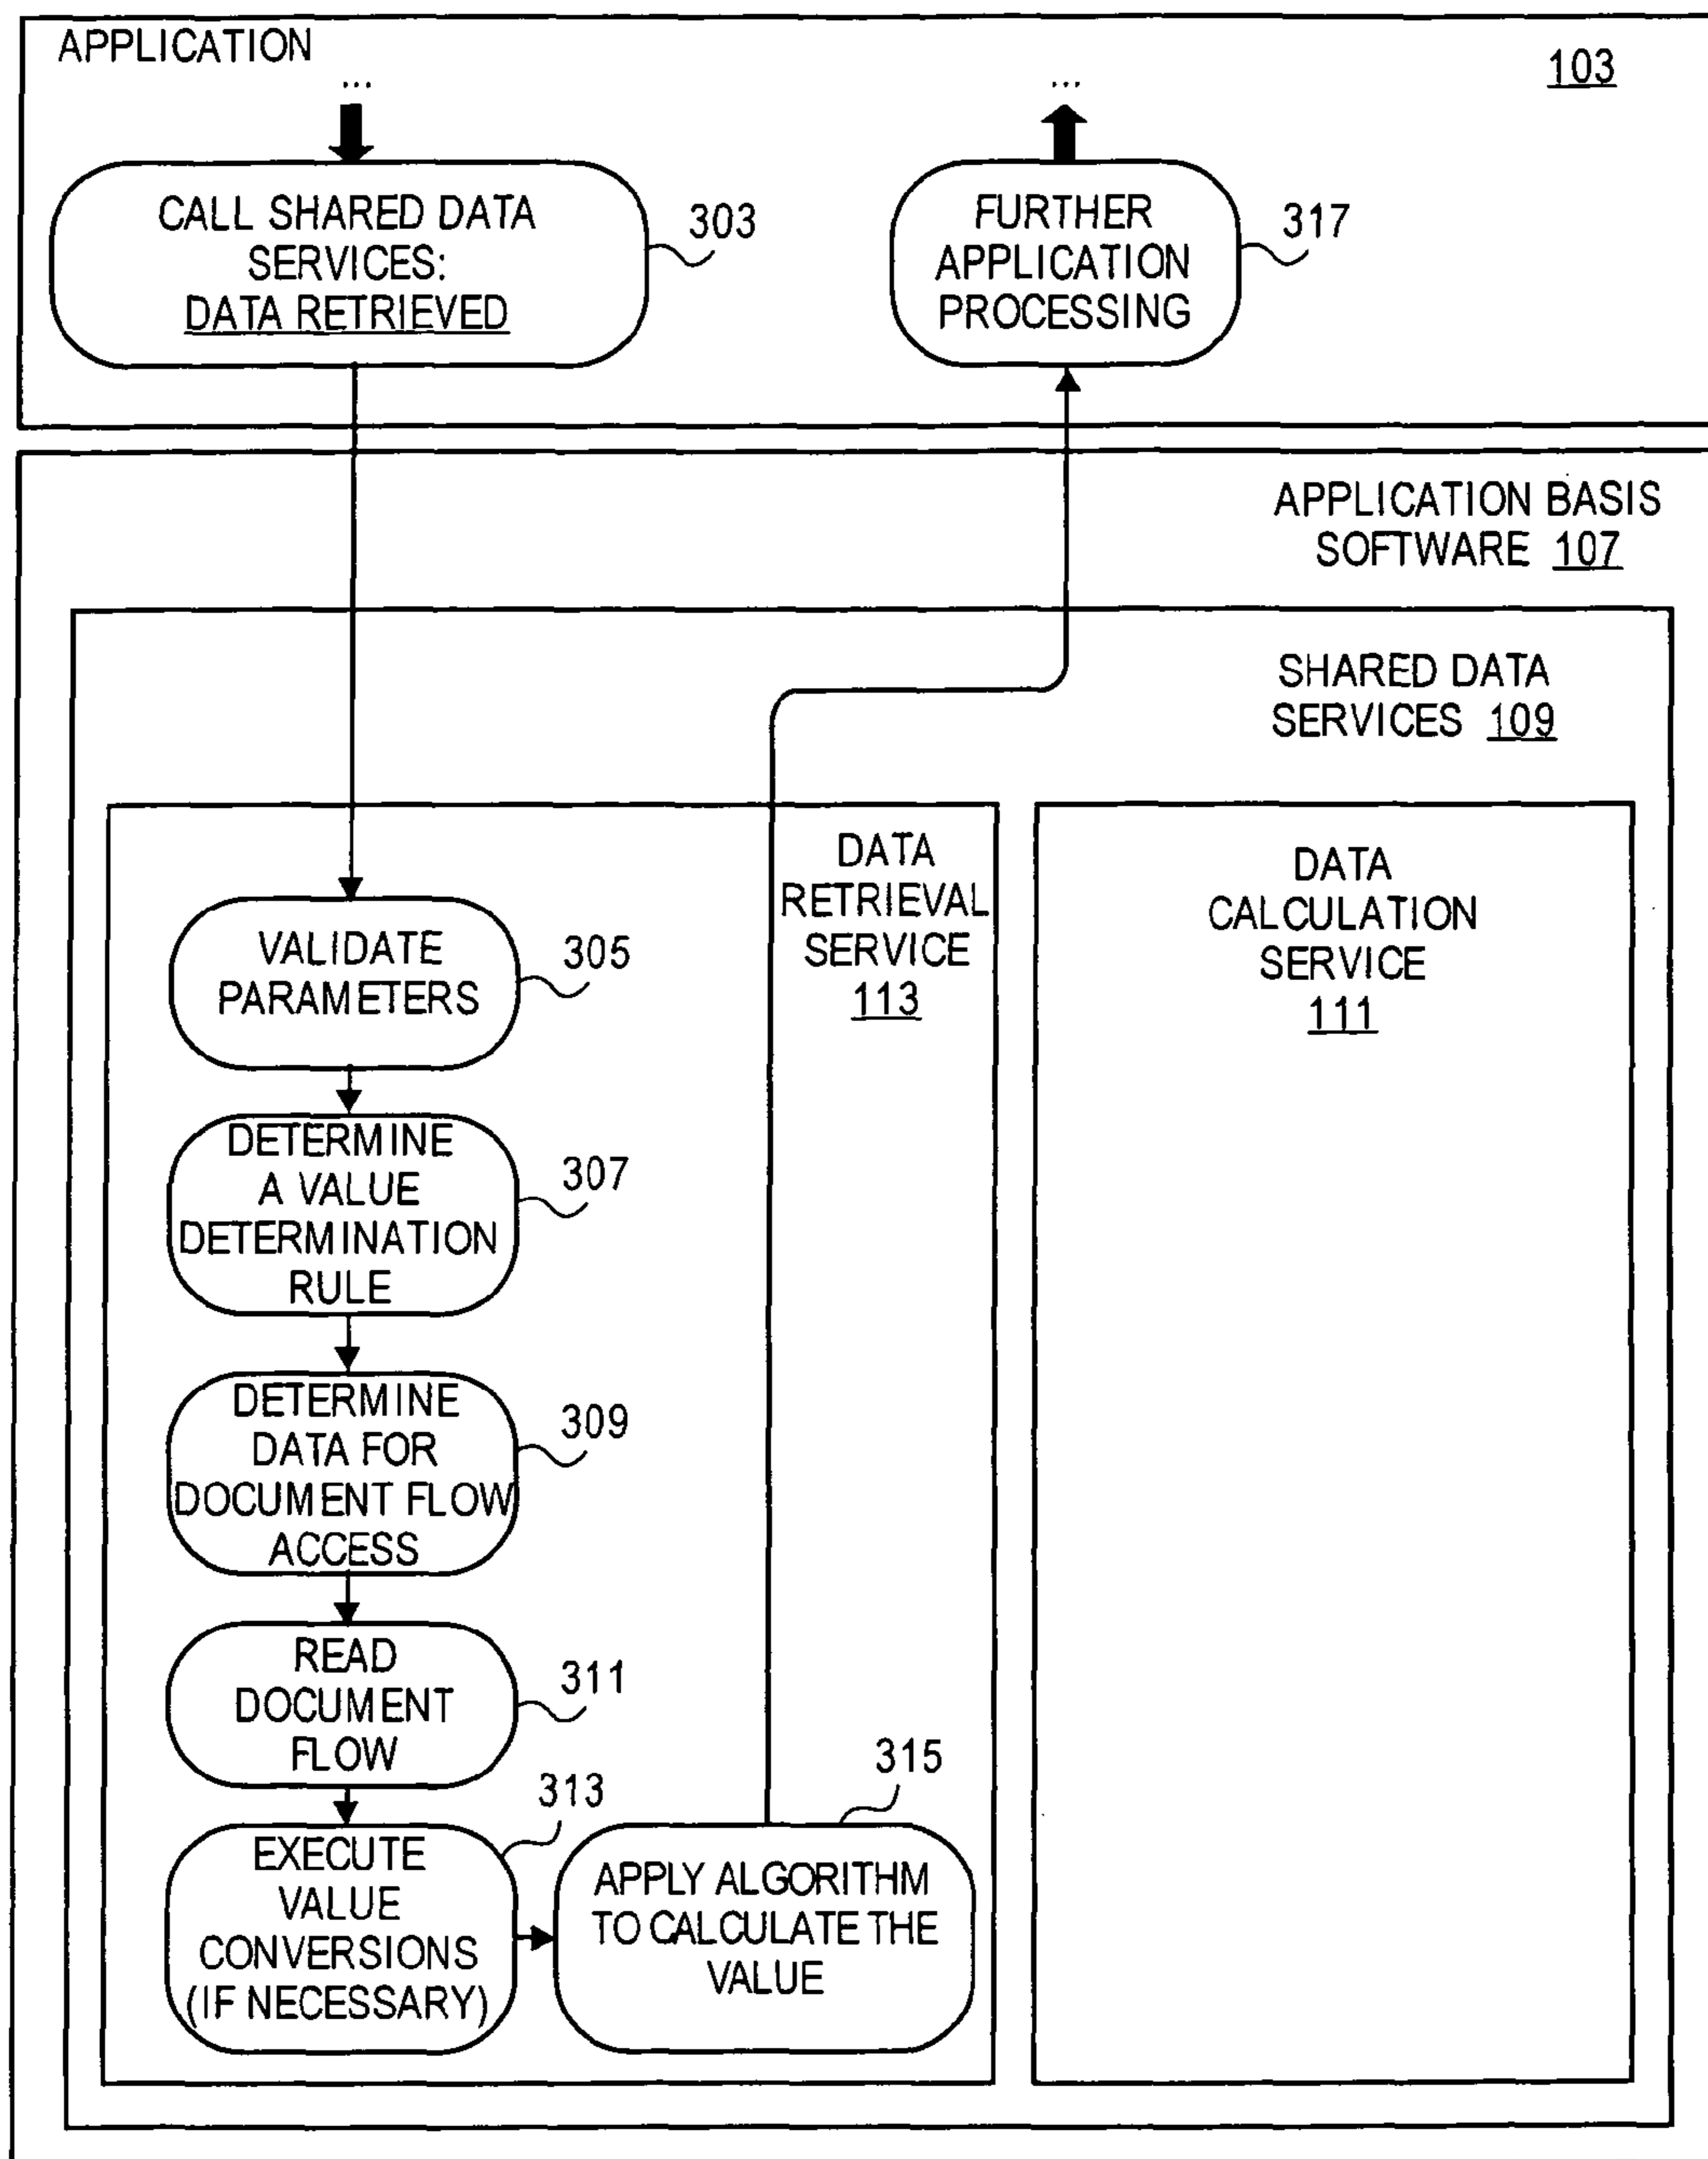 APPLICATION
103
...
...
CALL SHARED DATA
SERVICES:
DATA RETRIEVED
303
FURTHER
APPLICATION
PROCESSING
317
APPLICATION BASIS
SOFTWARE 107
SHARED DATA
SERVICES 109
DATA
RETRIEVAL
SERVICE
113
DATA
CALCULATION
SERVICE
111
VALIDATE
PARAMETERS
305
DETERMINE
A VALUE
DETERMINATION
RULE
307
DETERMINE
DATA FOR
DOCUMENT FLOW
ACCESS
309
READ
DOCUMENT
FLOW
311
EXECUTE
VALUE
CONVERSIONS
(IF NECESSARY)
313
APPLY ALGORITHM
TO CALCULATE THE
VALUE
315